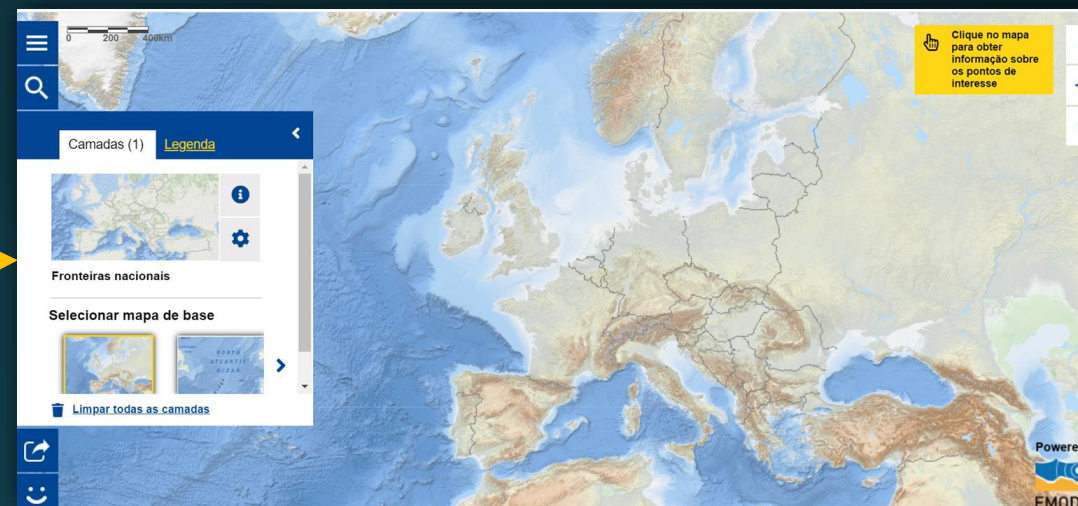 0 200 400km
Clique no mapa
para obter
informação sobre
os pontos de
interesse
Camadas (1) Legenda
Fronteiras nacionais
Selecionar mapa de base
NORTH
ATLANTIC
OCEAN
Limpar todas as camadas
Powere
EMOD